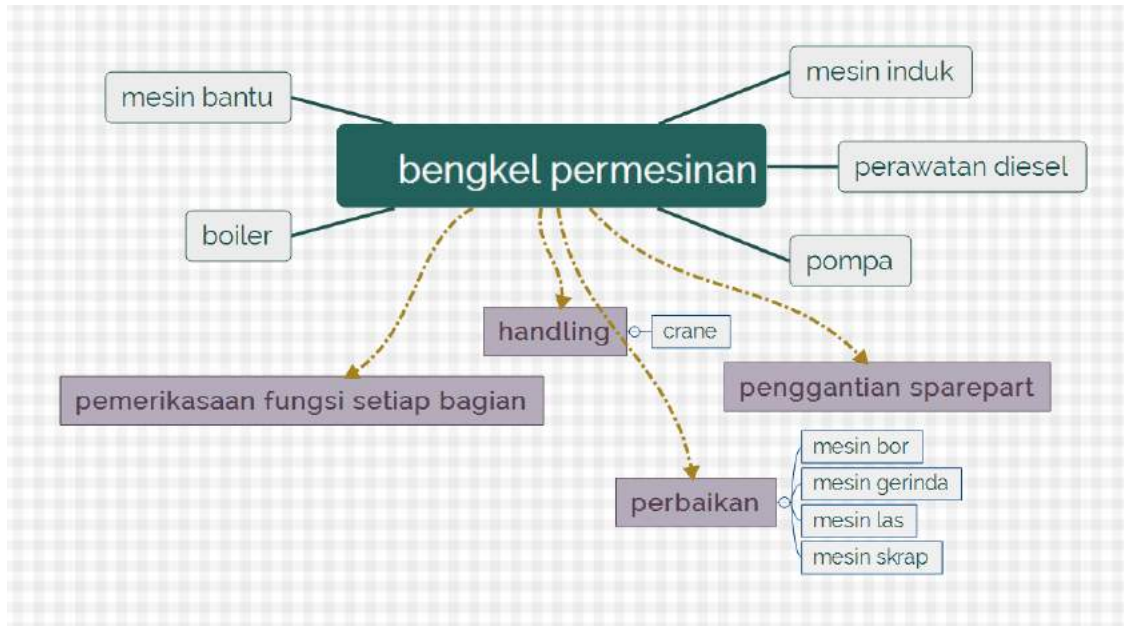 mesin bantu
mesin induk
bengkel permesinan
perawatan diesel
boiler
pompa
handling
crane
pemerikasaan fungsi setiap bagian
penggantian sparepart
mesin bor
mesin gerinda
perbaikan
mesin las
mesin skrap